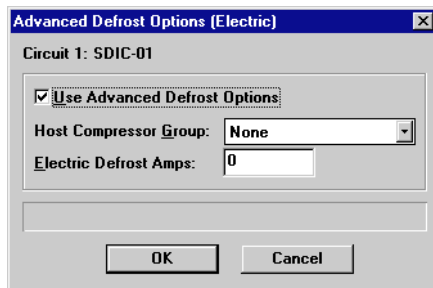 Advanced Defrost Options (Electric)
Circuit 1: SDIC-01
Use Advanced Defrost Options
Host Compressor Group: None
Electric Defrost Amps: 0
OK Cancel